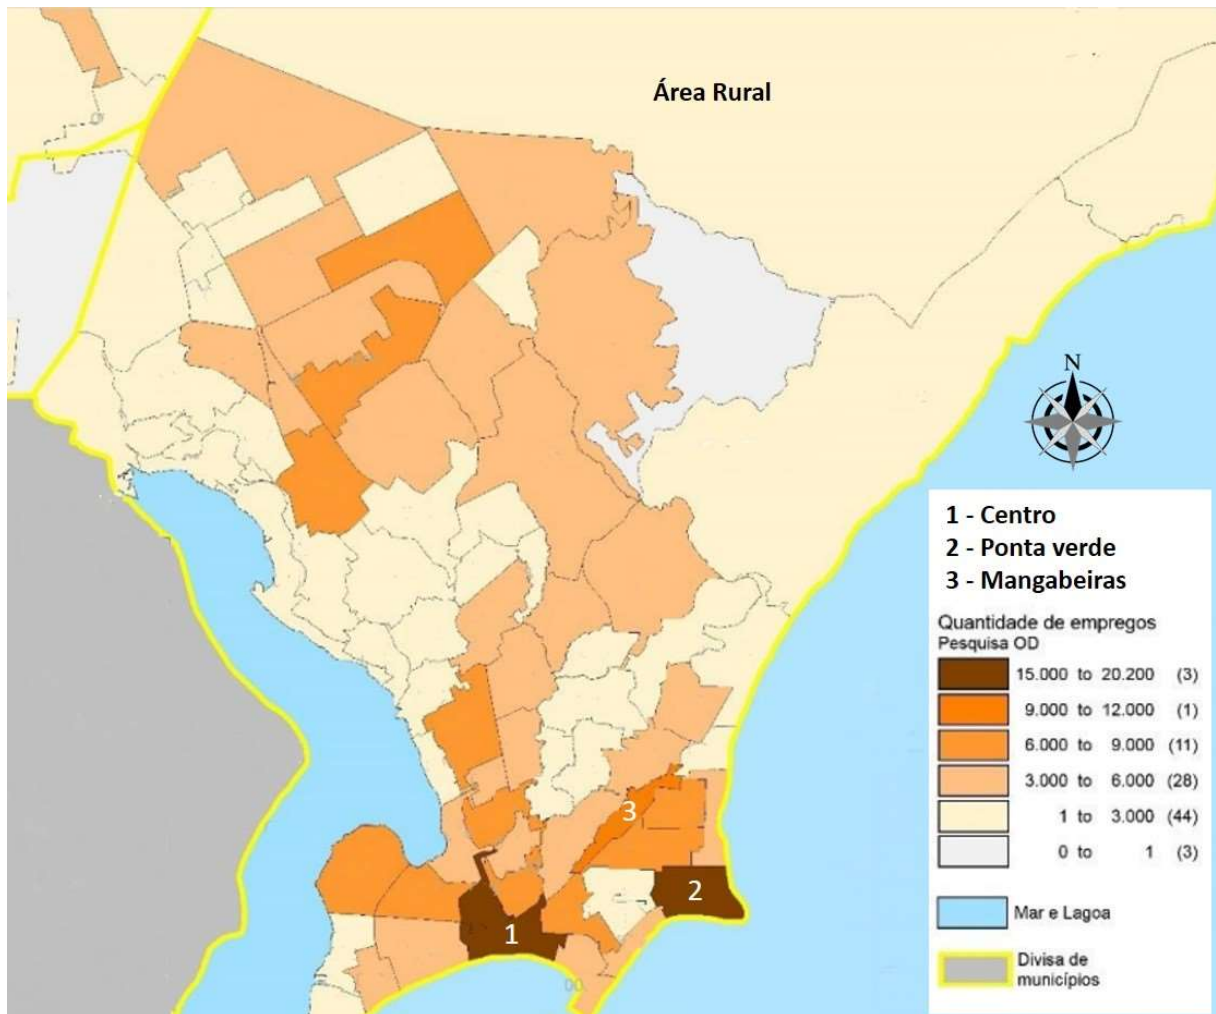 Área Rural
N
1 - Centro
2 - Ponta verde
3 - Mangabeiras
Quantidade de empregos
Pesquisa OD
15.000 to 20.200 (3)
9.000 to 12.000 (1)
6.000 to 9.000 (11)
3.000 to 6.000 (28)
1 to 3.000 (44)
0 to 1 (3)
Mar e Lagoa
Divisa de
municípios
3
2
1
00